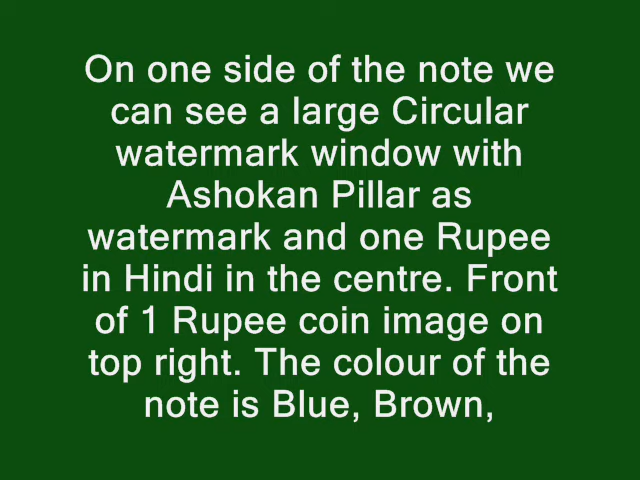 On one side of the note we
can see a large Circular
watermark window with
Ashokan Pillar as
watermark and one Rupee
in Hindi in the centre. Front
of 1 Rupee coin image on
top right. The colour of the
note is Blue, Brown,